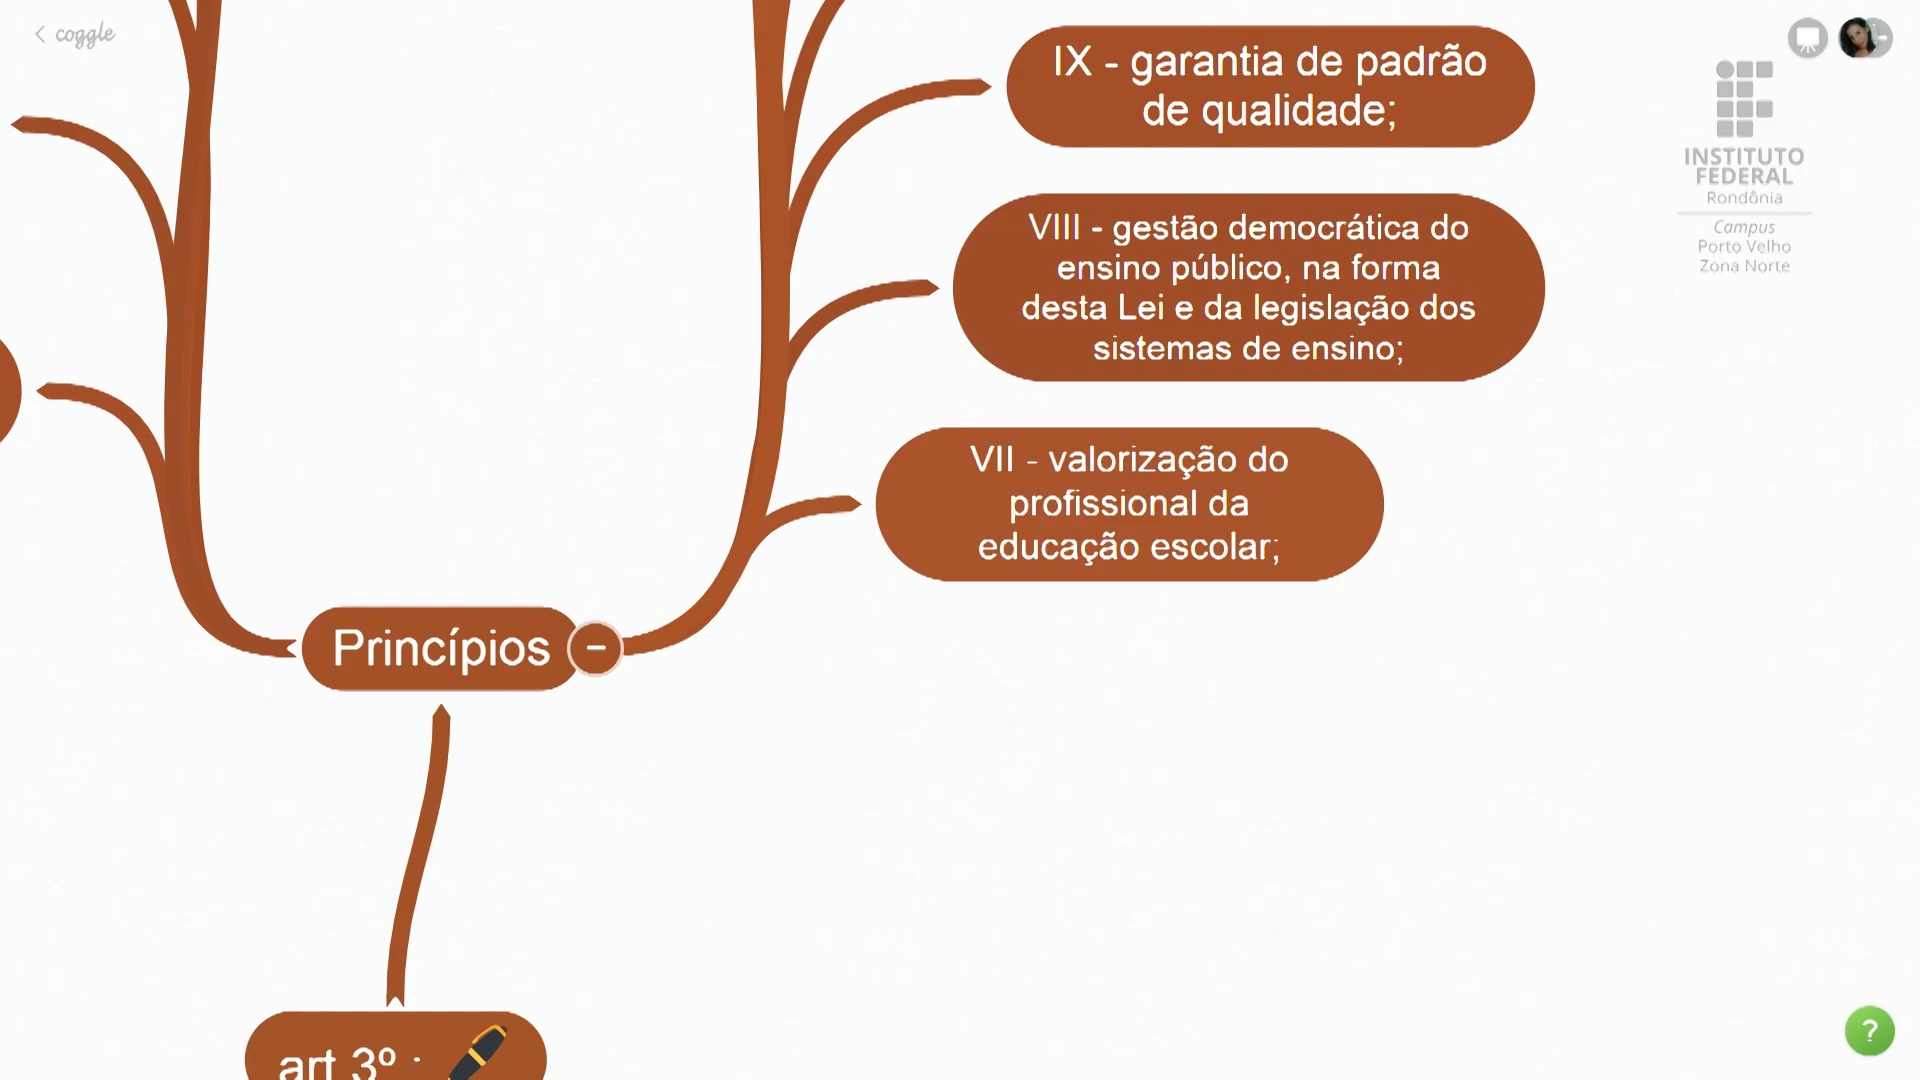 coggle
IX - garantia de padrão
de qualidade;
INSTITUTO
FEDERAL
Rondônia
Campus
Porto Velho
Zona Norte
VIII - gestão democrática do
ensino público, na forma
desta Lei e da legislação dos
sistemas de ensino;
VII - valorização do
profissional da
educação escolar;
Princípios
art 3º :
?